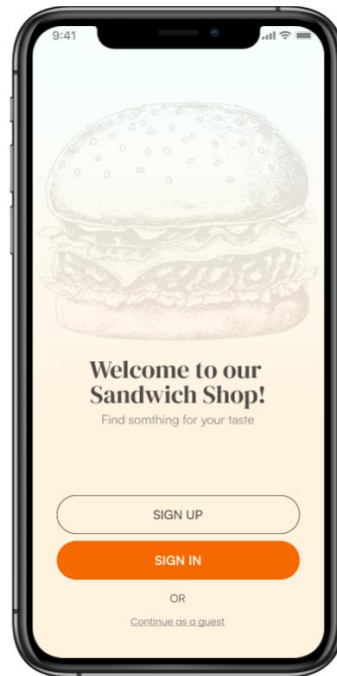 9:41
Welcome to our
Sandwich Shop!
Find somthing for your taste
SIGN UP
SIGN IN
OR
Continue as a guest